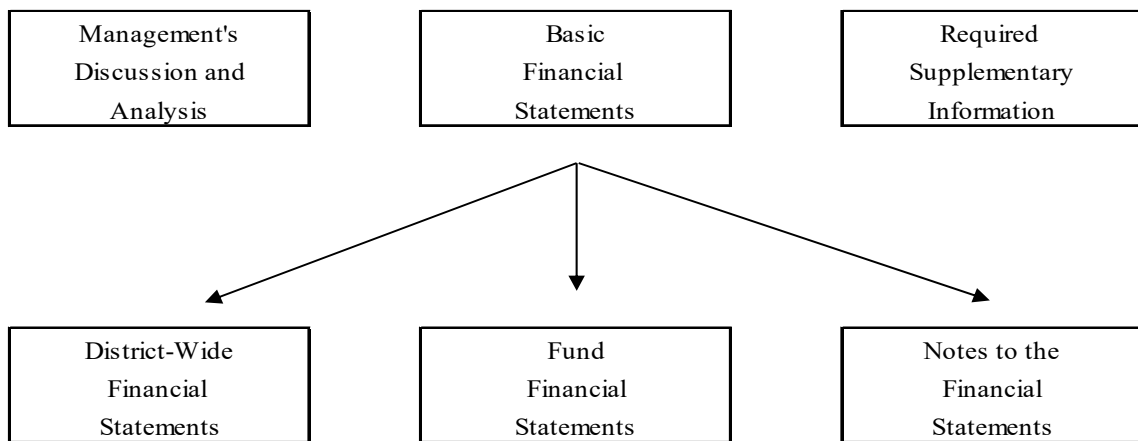 Management's
Discussion and
Analysis
Basic
Financial
Statements
Required
Supplementary
Information
District-Wide
Financial
Statements
Fund
Financial
Statements
Notes to the
Financial
Statements